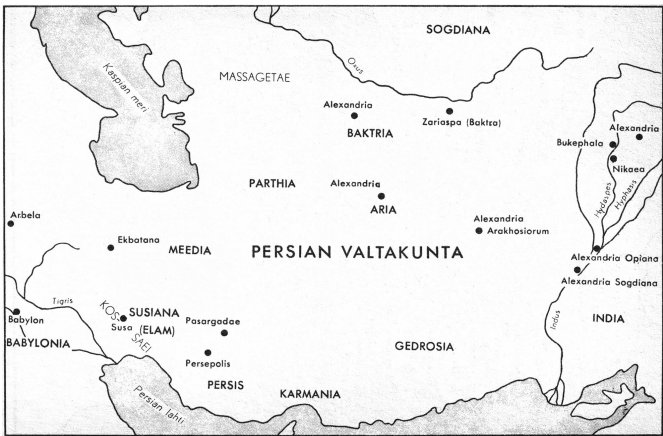 SOGDIANA
Oxus
Kaspian meri
MASSAGETAE
Alexandria
BAKTRIA
Zariaspa (Baktra)
Alexandria
Bukephala
Nikaea
PARTHIA
Alexandria
ARIA
Hydaspes
Hyphasis
Arbela
Alexandria
Arakhosiorum
Ekbatana
MEEDIA
PERSIAN VALTAKUNTA
Alexandria Opiana
Alexandria Sogdiana
Tigris
KOS
SAEI
SUSIANA
Susa (ELAM)
Pasargadae
Babylon
BABYLONIA
Indus
INDIA
Persepolis
GEDROSIA
PERSIS
KARMANIA
Persian lahti